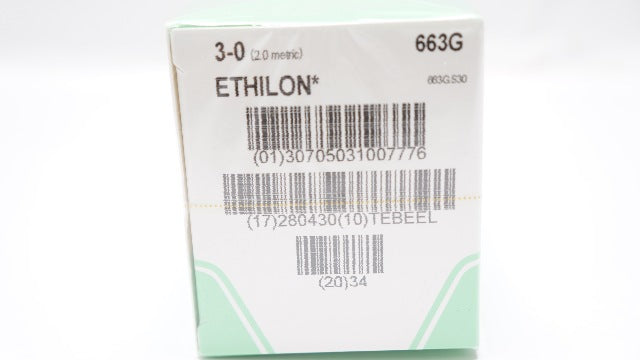 3-0 (2.0 metric) 663G
ETHILON* 663G.S30
(01)30705031007776
(17)280430(10)TEBEEL
(20)34